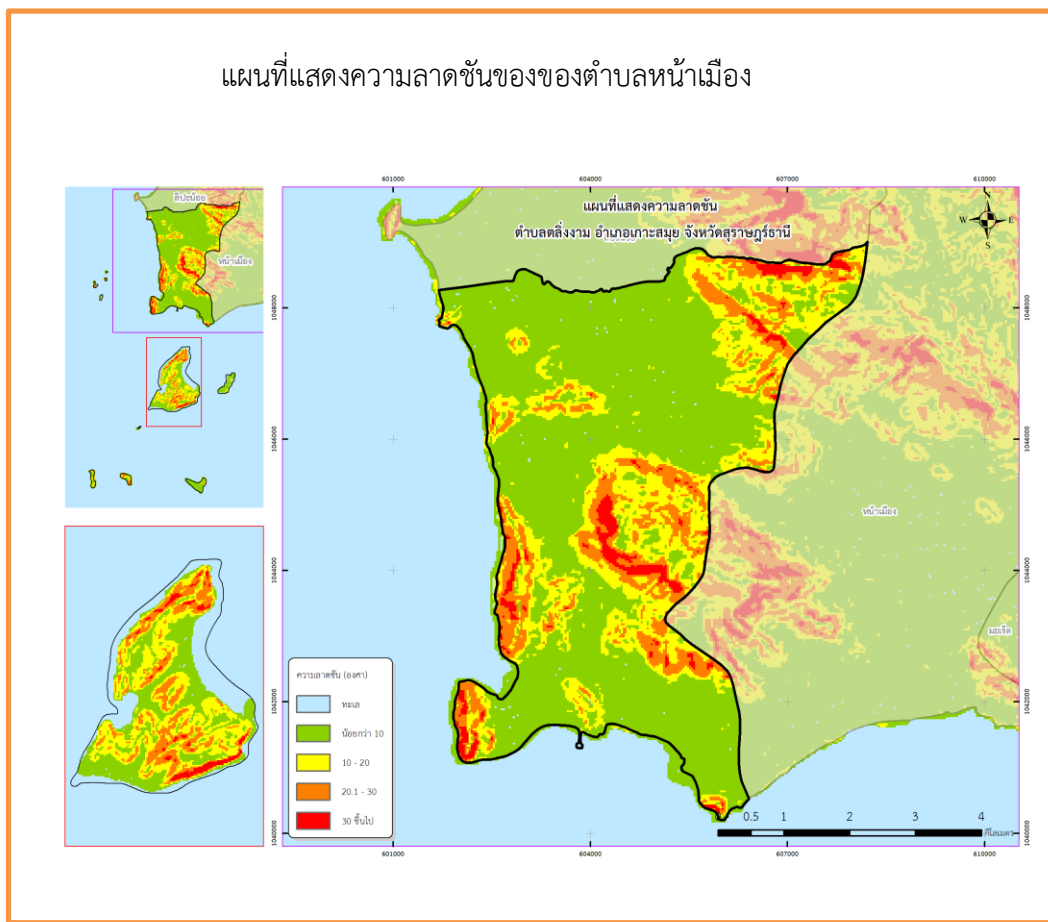 แผนที่แสดงความลาดชันของของตำบลหน้าเมือง
ลิปะน้อย
หน้าเมือง
601000 604000 607000 610000
แผนที่แสดงความลาดชัน
ตำบลตลิ่งงาม อำเภอเกาะสมุย จังหวัดสุราษฎร์ธานี
N
W E
S
1048000 1048000
1046000 1046000
หน้าเมือง
1044000 1044000
มะเร็ต
ความลาดชัน (องศา)
ทะเล
น้อยกว่า 10
10 - 20
20.1 - 30
30 ขึ้นไป
1042000 1042000
0.5 1 2 3 4
กิโลเมตร
1040000 1040000
601000 604000 607000 610000